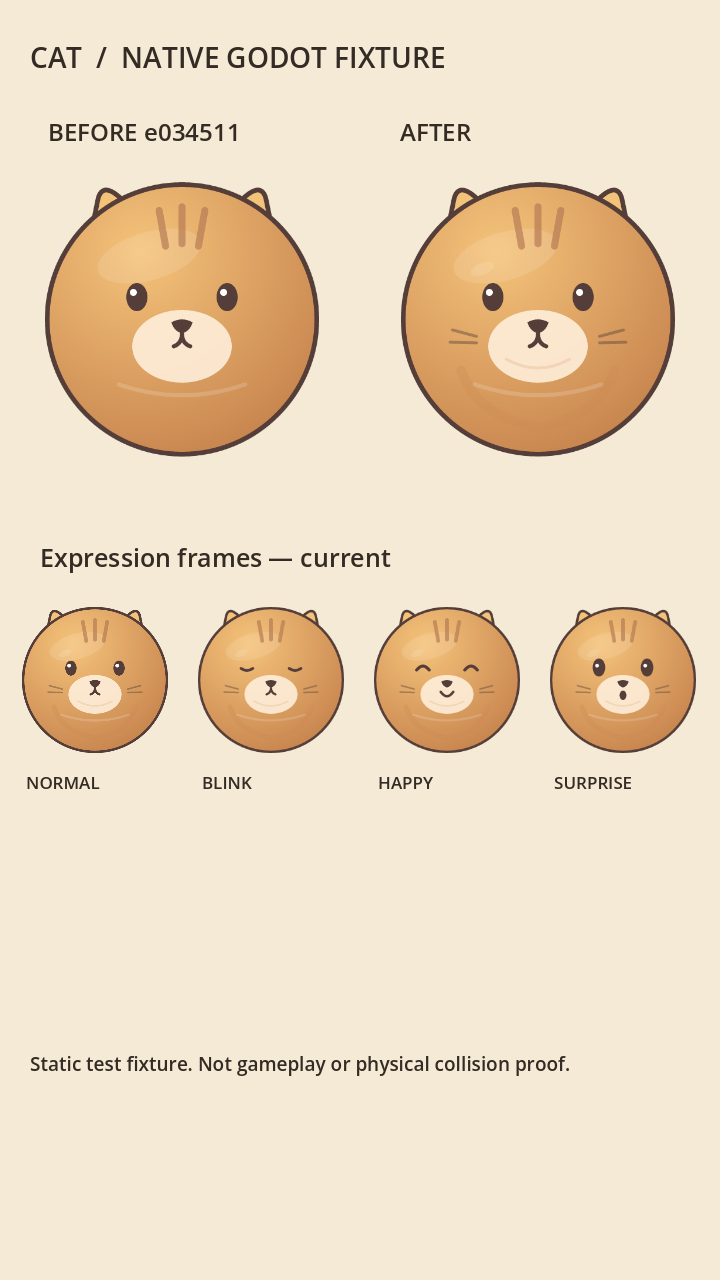 CAT / NATIVE GODOT FIXTURE
BEFORE e034511
AFTER
Expression frames — current
NORMAL
BLINK
HAPPY
SURPRISE
Static test fixture. Not gameplay or physical collision proof.